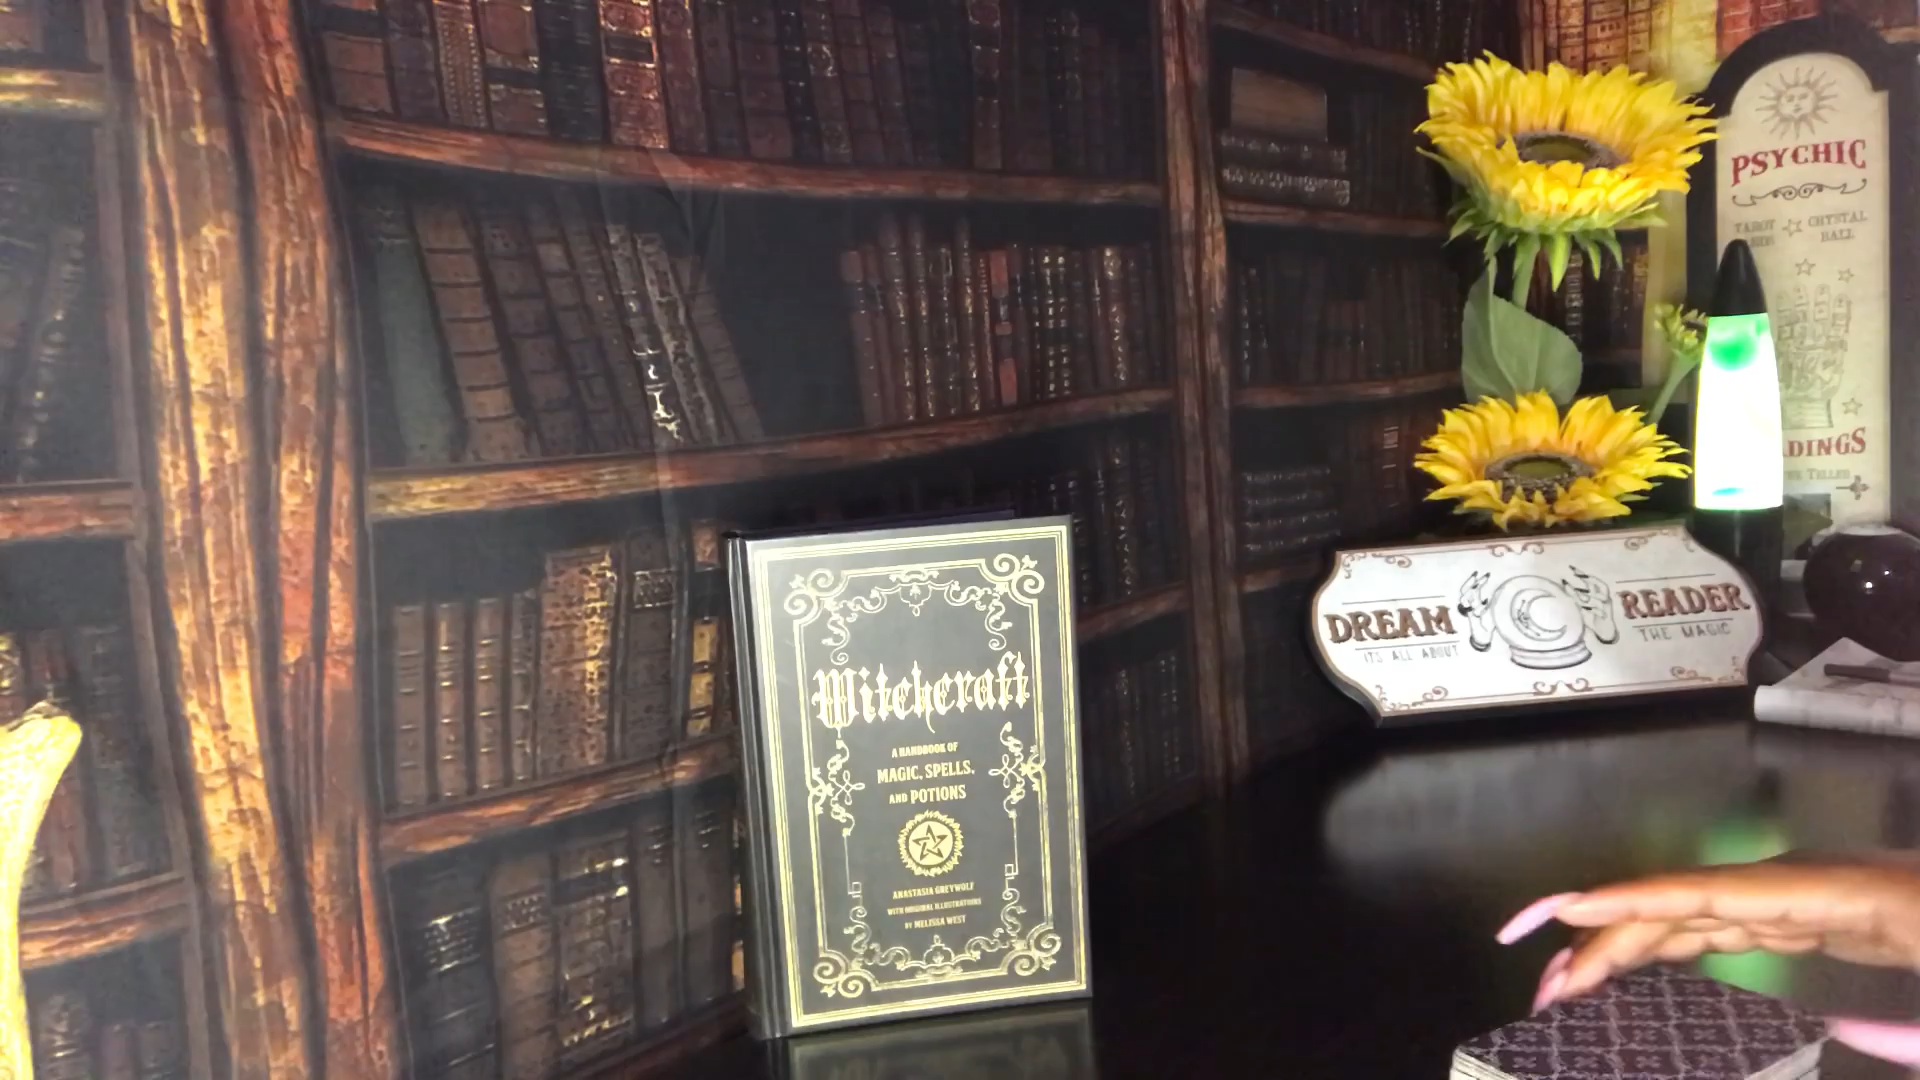 PSYCHIC
TAROT CRYSTAL
BALL
DREAM READER
IT'S ALL ABOUT THE MAGIC
Witchcraft
A HANDBOOK OF
MAGIC, SPELLS,
AND POTIONS
ANASTASIA GREYWOLF
WITH ORIGINAL ILLUSTRATIONS
BY MELISSA WEST